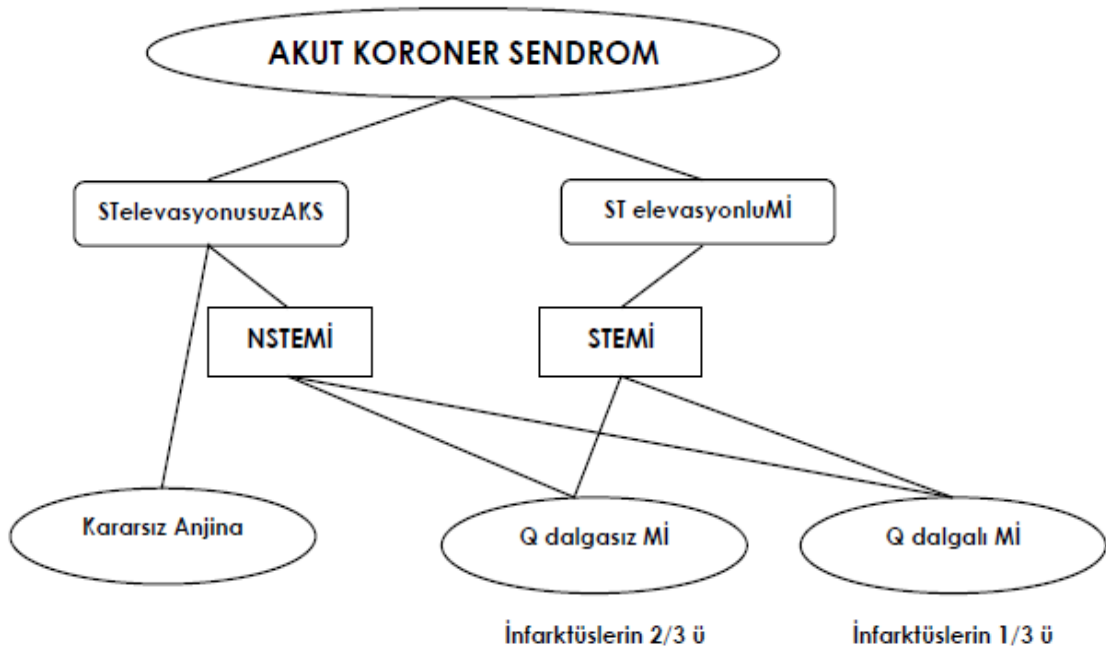 AKUT KORONER SENDROM
STelevasyonusuzAKS
ST elevasyonluMİ
NSTEMİ
STEMİ
Kararsız Anjina
Q dalgasız Mİ
Q dalgalı Mİ
İnfarktüslerin 2/3 ü
İnfarktüslerin 1/3 ü